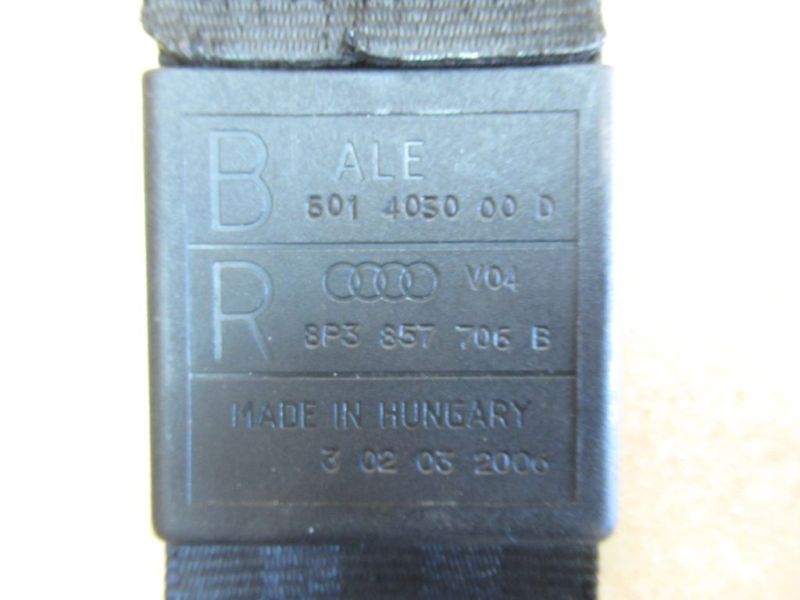 B ALE
601 4030 00 D
R V04
8P3 857 706 B
MADE IN HUNGARY
3 02 03 2006